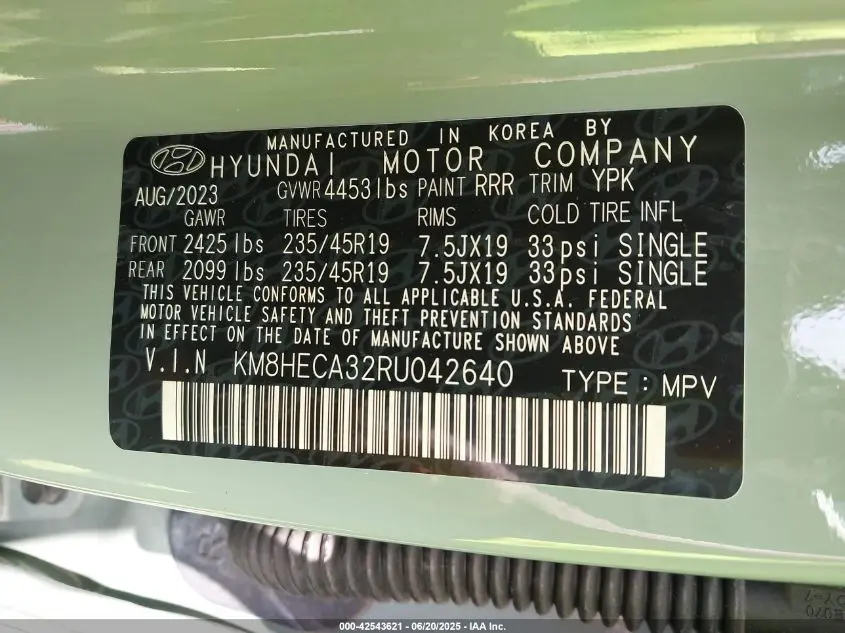 MANUFACTURED IN KOREA BY
HYUNDAI MOTOR COMPANY
AUG/2023 GVWR 4453lbs PAINT RRR TRIM YPK
GAWR TIRES RIMS COLD TIRE INFL
FRONT 2425lbs 235/45R19 7.5JX19 33psi SINGLE
REAR 2099lbs 235/45R19 7.5JX19 33psi SINGLE
THIS VEHICLE CONFORMS TO ALL APPLICABLE U.S.A. FEDERAL
MOTOR VEHICLE SAFETY AND THEFT PREVENTION STANDARDS
IN EFFECT ON THE DATE OF MANUFACTURE SHOWN ABOVE
V.I.N KM8HECA32RU042640 TYPE : MPV
000-42543621 - 06/20/2025 - IAA Inc.